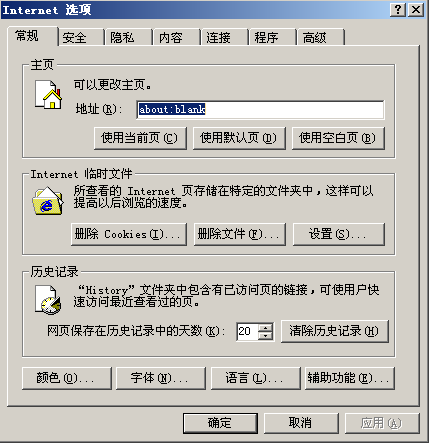 Internet 选项
常规 安全 隐私 内容 连接 程序 高级
主页
可以更改主页。
地址(R): about:blank
使用当前页(C) 使用默认页(D) 使用空白页(B)
Internet 临时文件
所查看的 Internet 页存储在特定的文件夹中，这样可以
提高以后浏览的速度。
删除 Cookies(I)... 删除文件(F)... 设置(S)...
历史记录
“History”文件夹中包含有已访问页的链接，可使用户快
速访问最近查看过的页。
网页保存在历史记录中的天数(K): 20 清除历史记录(H)
颜色(O)... 字体(N)... 语言(L)... 辅助功能(E)...
确定 取消 应用(A)